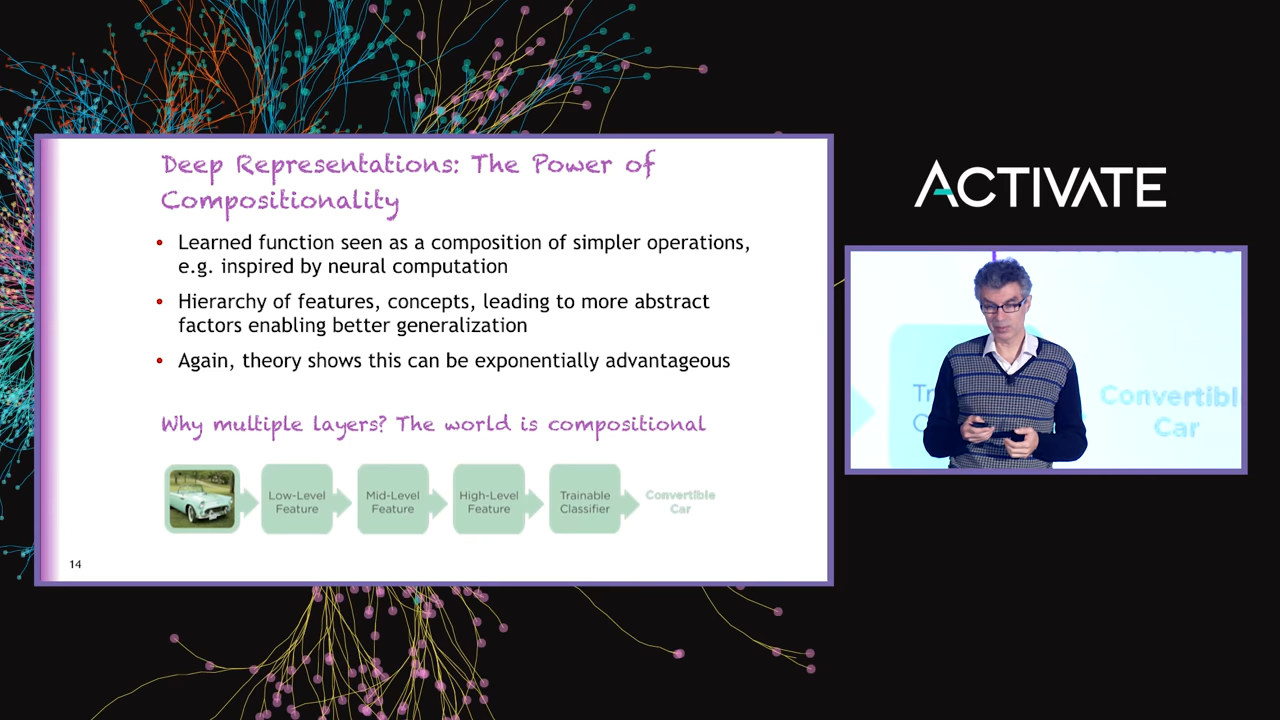 Deep Representations: The Power of
Compositionality
• Learned function seen as a composition of simpler operations,
e.g. inspired by neural computation
• Hierarchy of features, concepts, leading to more abstract
factors enabling better generalization
• Again, theory shows this can be exponentially advantageous
Why multiple layers? The world is compositional
Low-Level
Feature
Mid-Level
Feature
High-Level
Feature
Trainable
Classifier
Convertible
Car
14
ACTIVATE
Convertibl
Car